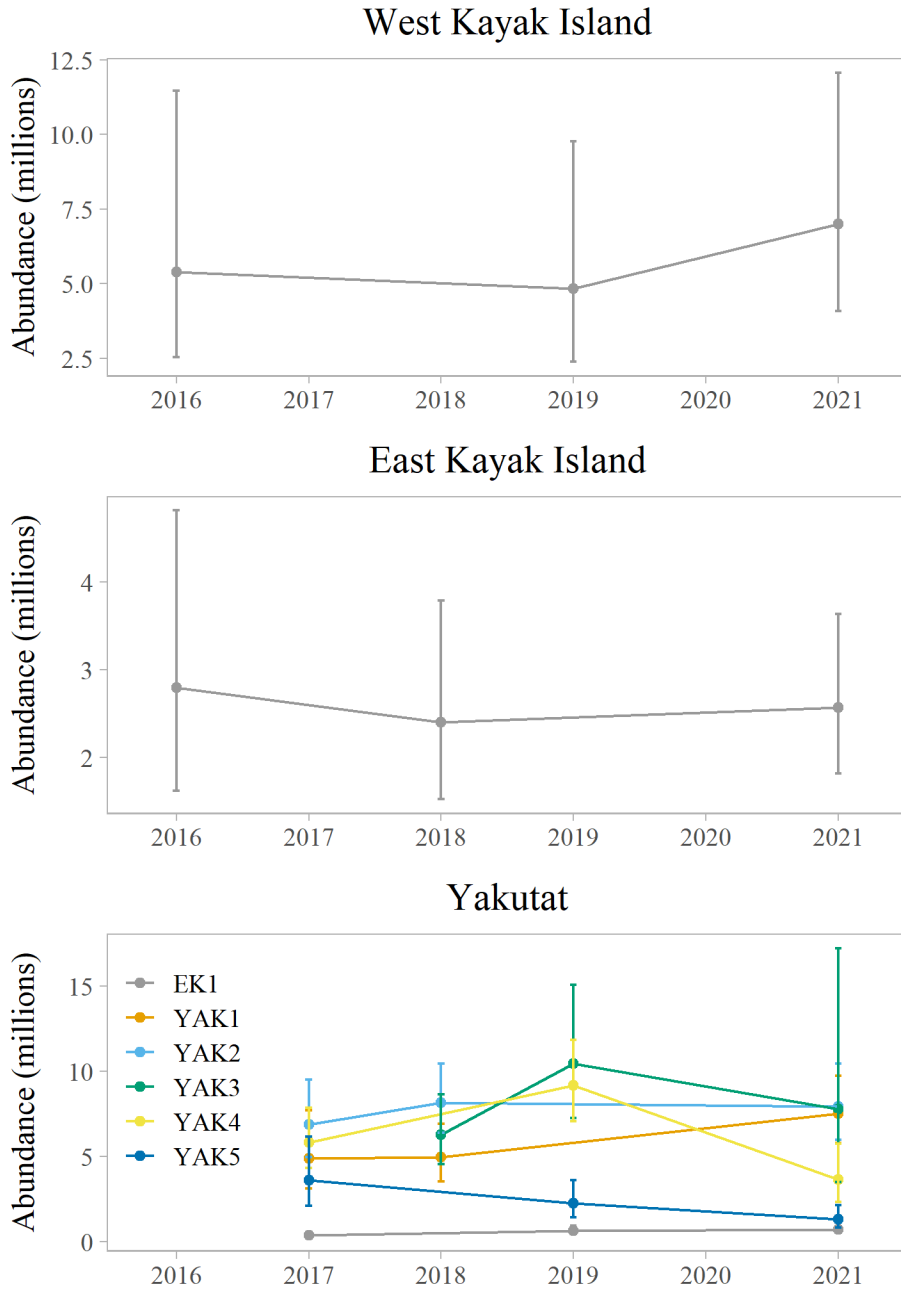 West Kayak Island
Abundance (millions)
12.5
10.0
7.5
5.0
2.5
2016 2017 2018 2019 2020 2021
East Kayak Island
Abundance (millions)
4
3
2
2016 2017 2018 2019 2020 2021
Yakutat
Abundance (millions)
15
10
5
0
EK1
YAK1
YAK2
YAK3
YAK4
YAK5
2016 2017 2018 2019 2020 2021